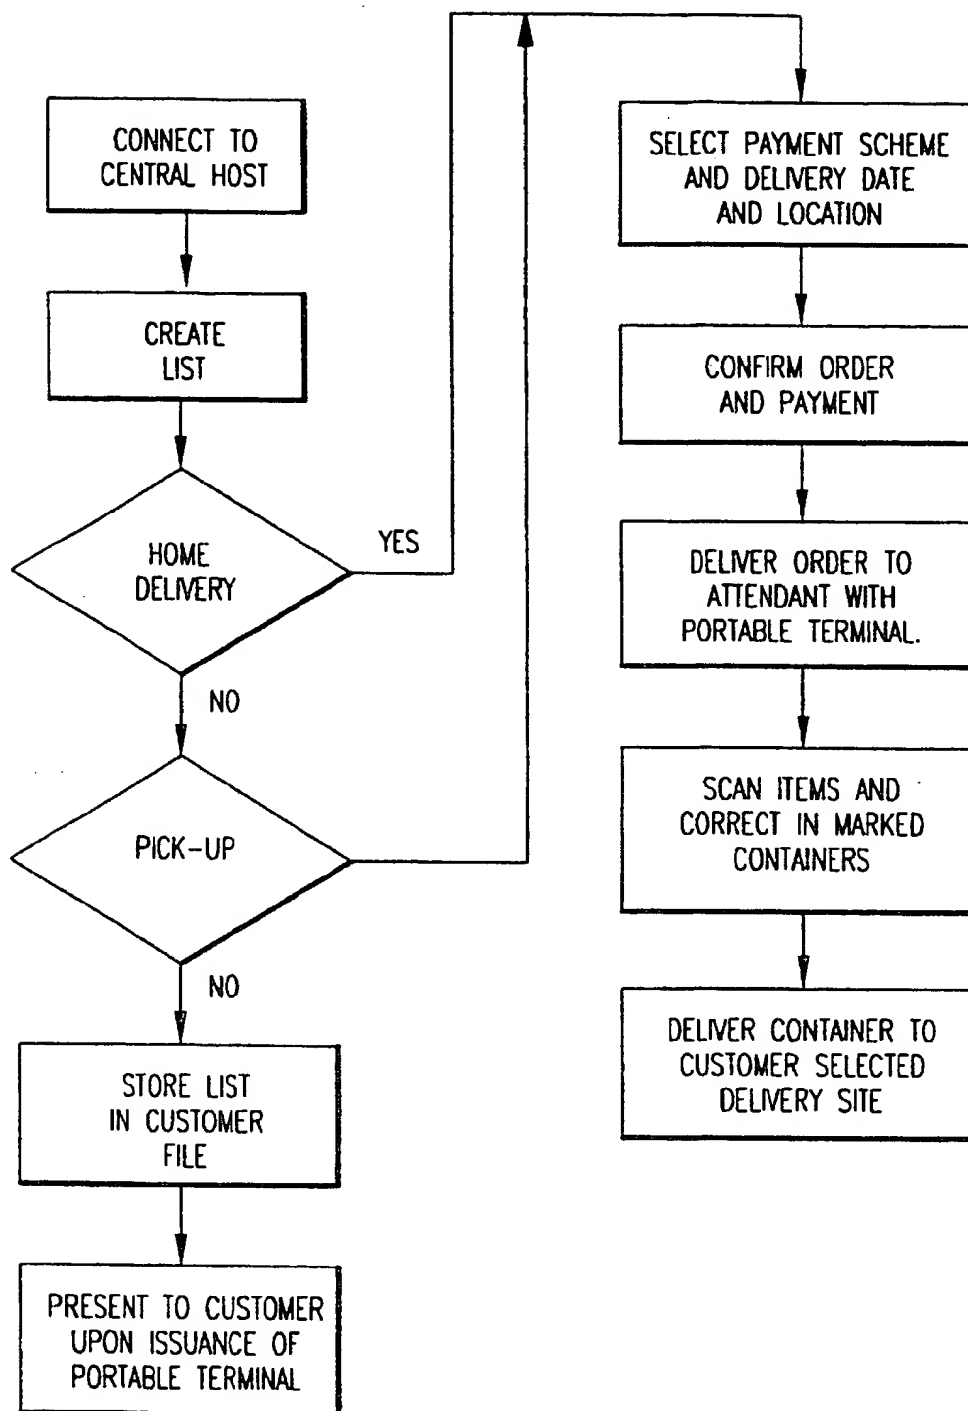 CONNECT TO
CENTRAL HOST
CREATE
LIST
HOME
DELIVERY
YES
NO
PICK-UP
NO
STORE LIST
IN CUSTOMER
FILE
PRESENT TO CUSTOMER
UPON ISSUANCE OF
PORTABLE TERMINAL
SELECT PAYMENT SCHEME
AND DELIVERY DATE
AND LOCATION
CONFIRM ORDER
AND PAYMENT
DELIVER ORDER TO
ATTENDANT WITH
PORTABLE TERMINAL.
SCAN ITEMS AND
CORRECT IN MARKED
CONTAINERS
DELIVER CONTAINER TO
CUSTOMER SELECTED
DELIVERY SITE